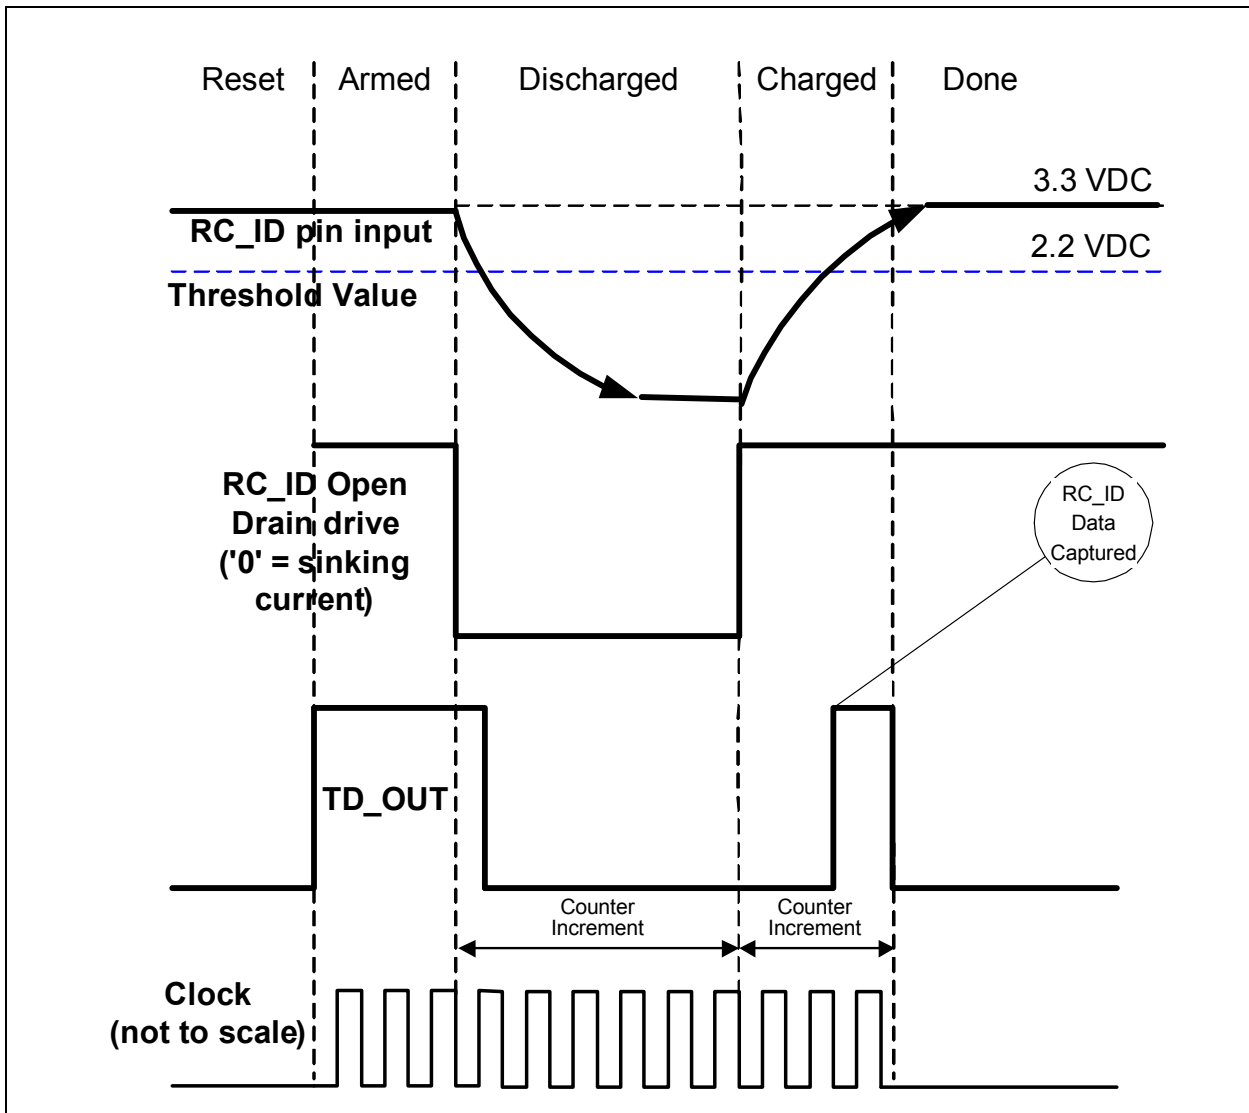 Reset Armed Discharged Charged Done
3.3 VDC
RC_ID pin input
2.2 VDC
Threshold Value
RC_ID Open
Drain drive
('0' = sinking
current)
RC_ID
Data
Captured
TD_OUT
Counter
Increment
Counter
Increment
Clock
(not to scale)